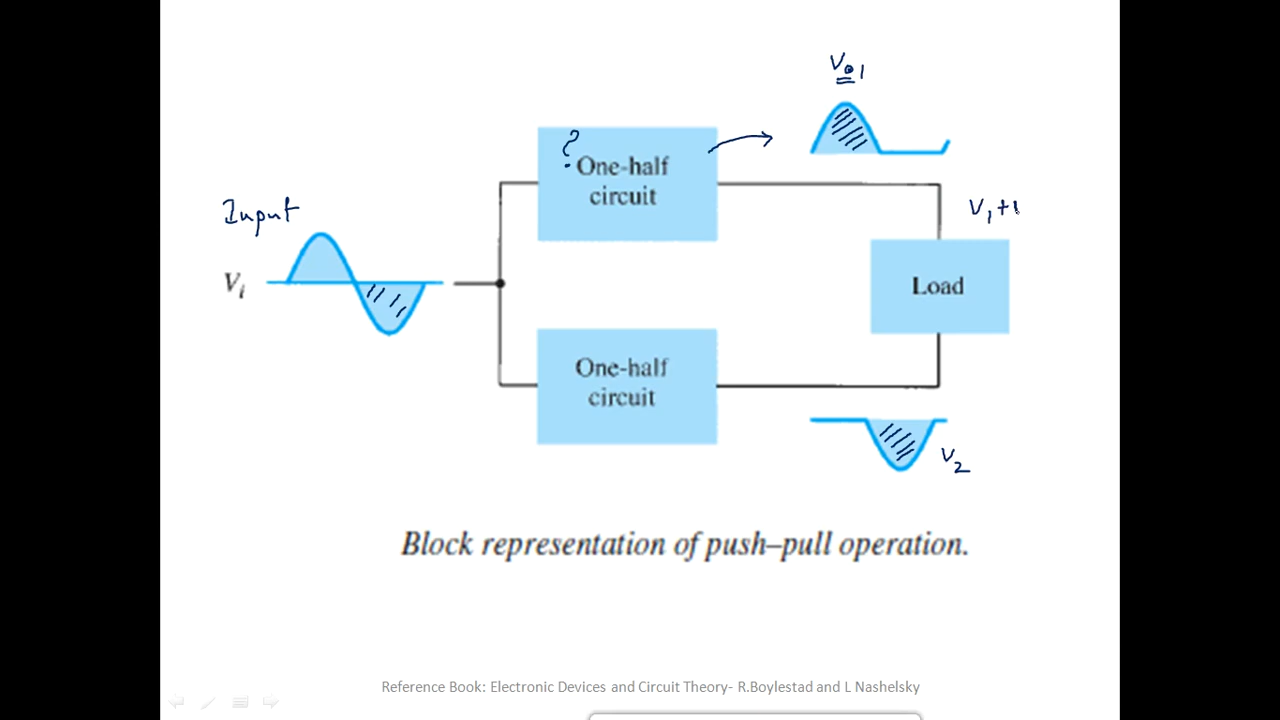 V01
?
One-half
circuit
Input
V1+
Vi
Load
One-half
circuit
V2
Block representation of push–pull operation.
Reference Book: Electronic Devices and Circuit Theory- R.Boylestad and L Nashelsky